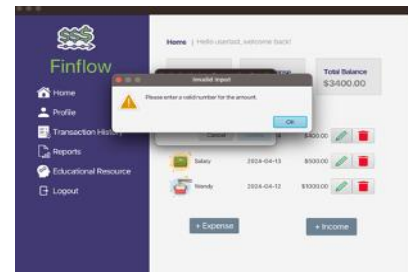 Finflow
Home
Profile
Transaction History
Reports
Educational Resource
Logout
Home | Hello usertad, welcome back!
Total Balance
$3400.00
Invalid input
Please enter a valid number for the amount.
OK
Cancel
$400.00
Salary 2024-04-13 $500.00
Wendy 2024-04-12 $1000.00
+ Expense
+ Income